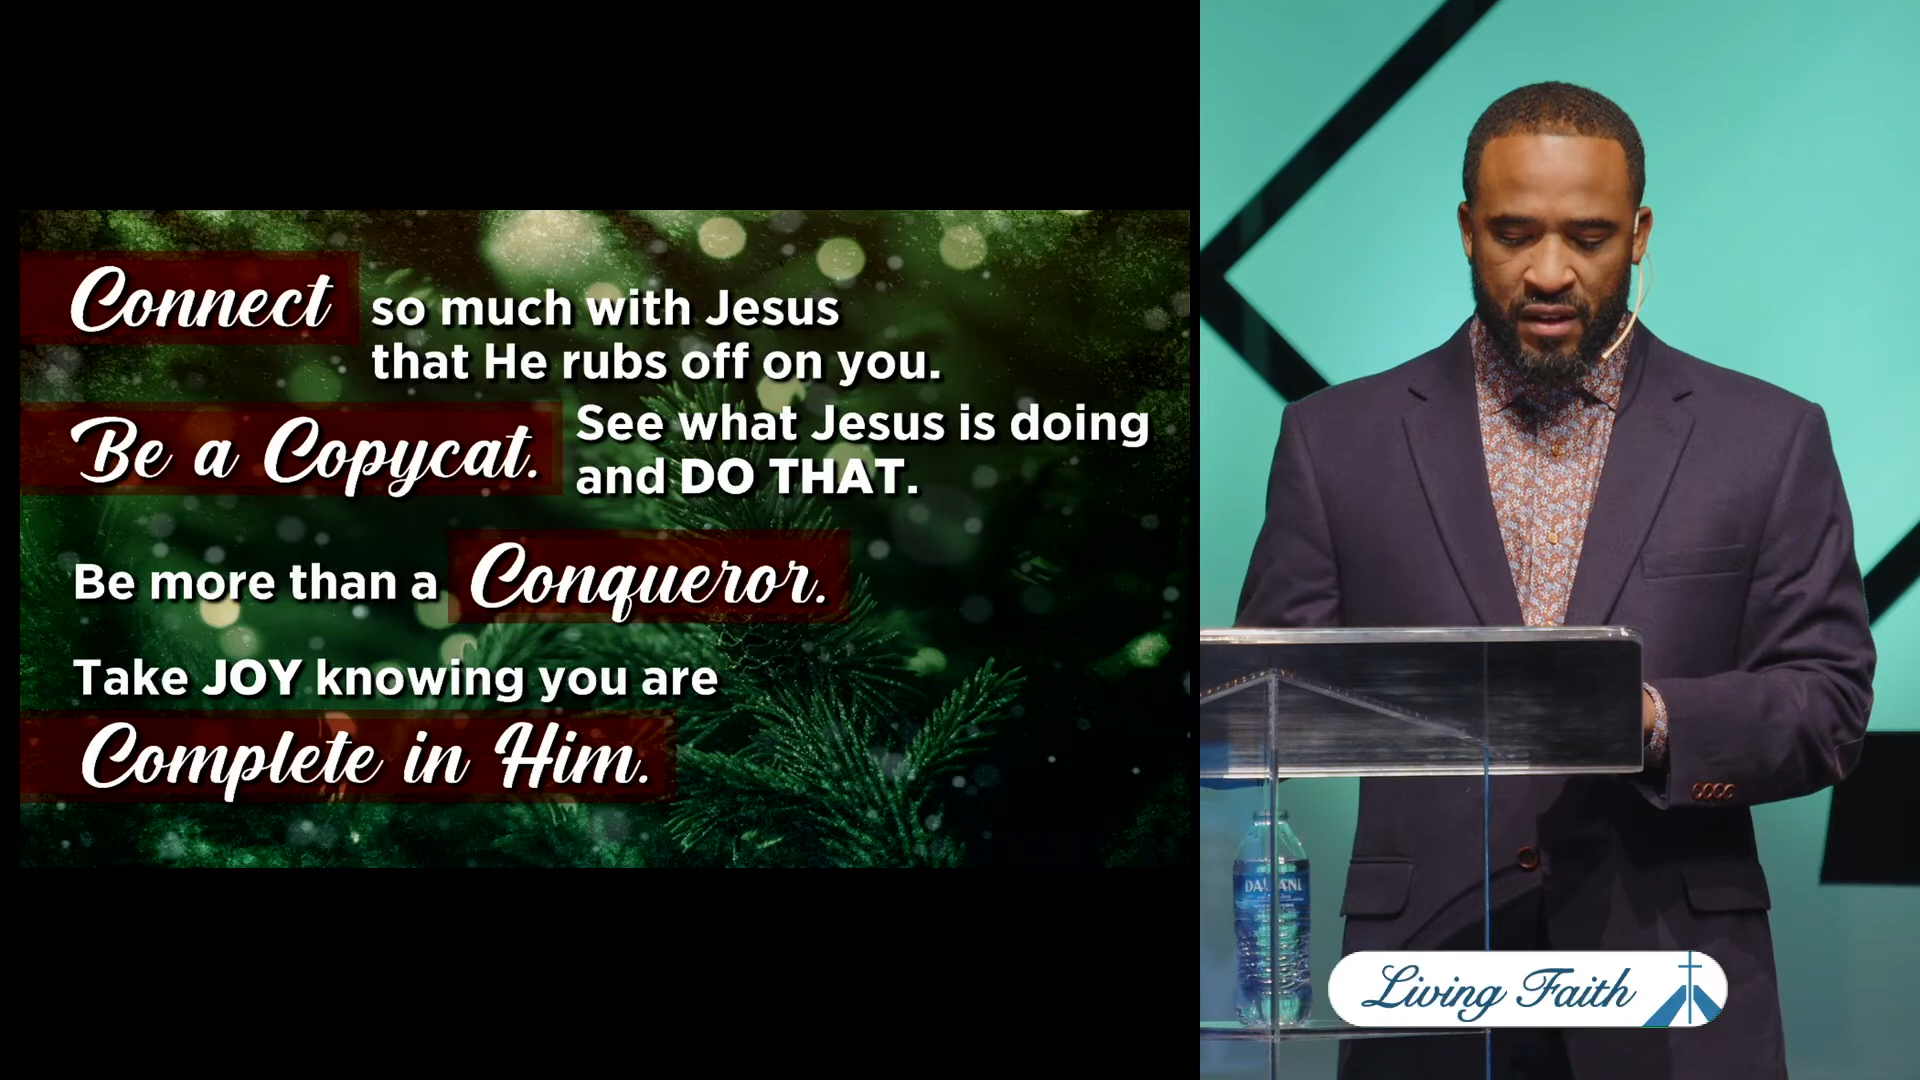 Connect so much with Jesus
that He rubs off on you.
Be a Copycat. See what Jesus is doing
and DO THAT.
Be more than a Conqueror.
Take JOY knowing you are
Complete in Him.
DASANI
Living Faith